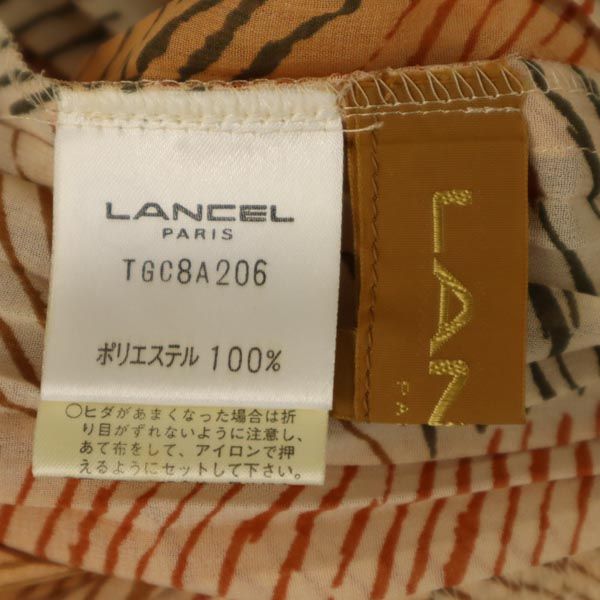 LANCEL
PARIS
TGC8A206
ポリエステル 100%
○ヒダがあまくなった場合は折
り目がずれないように注意し、
あて布をして、アイロンで押
えるようにセットして下さい。
LAN
PA